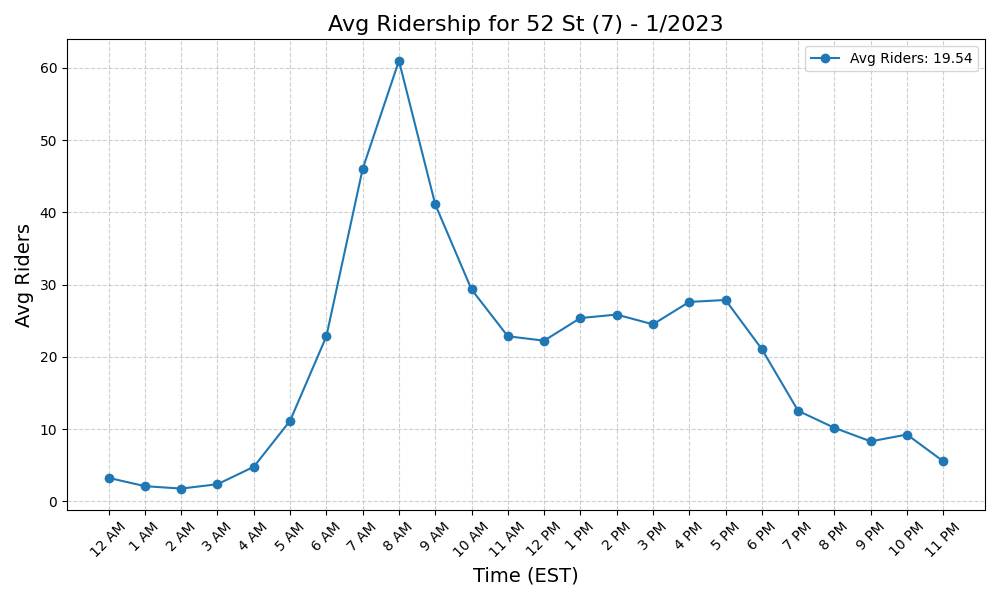 Avg Ridership for 52 St (7) - 1/2023
Avg Riders: 19.54
Avg Riders
60
50
40
30
20
10
0
12 AM
1 AM
2 AM
3 AM
4 AM
5 AM
6 AM
7 AM
8 AM
9 AM
10 AM
11 AM
12 PM
1 PM
2 PM
3 PM
4 PM
5 PM
6 PM
7 PM
8 PM
9 PM
10 PM
11 PM
Time (EST)